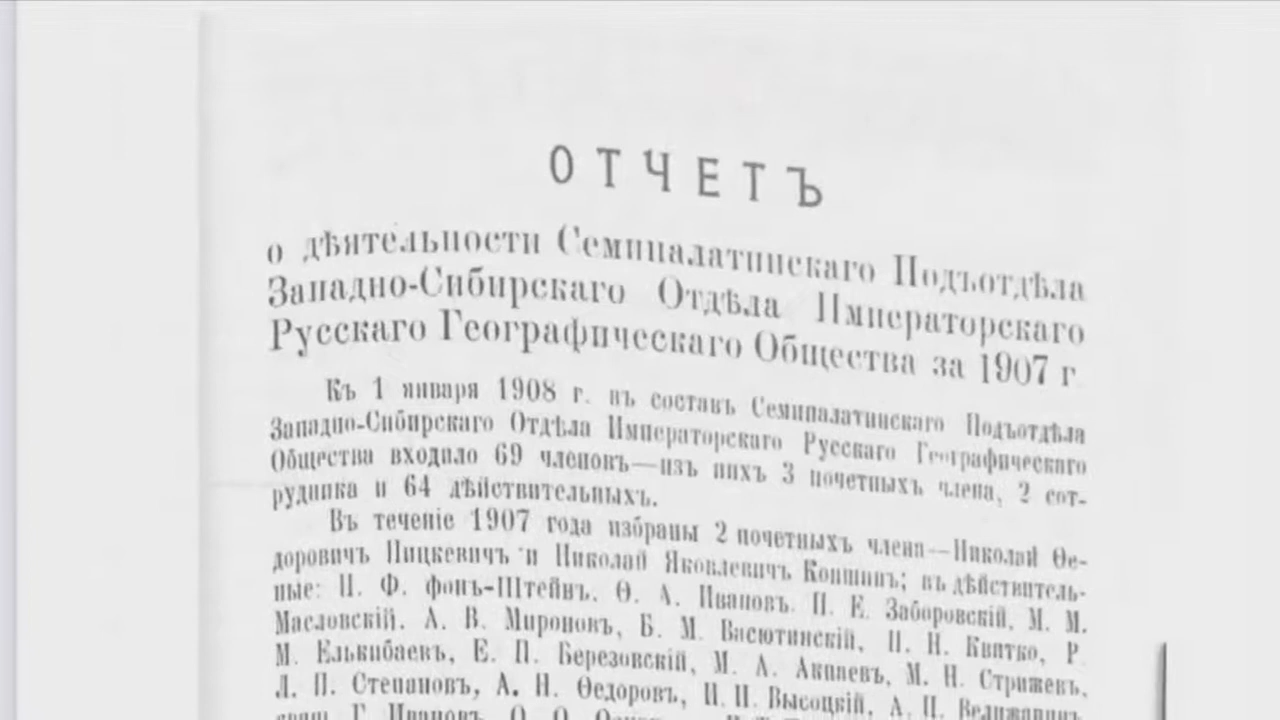 ОТЧЕТЪ
о дѣятельности Семипалатинскаго Подъотдѣла
Западно-Сибирскаго Отдѣла Императорскаго
Русскаго Географическаго Общества за 1907 г
Къ 1 января 1908 г. въ составъ Семипалатинскаго Подъотдѣла
Западно-Сибирскаго Отдѣла Императорскаго Русскаго Географическаго
Общества входило 69 членовъ—изъ нихъ 3 почетныхъ члена, 2 сот-
рудника и 64 дѣйствительныхъ.
Въ теченіе 1907 года избраны 2 почетныхъ члена—Николай Ѳе-
доровичъ Пицкевичъ и Николай Яковлевичъ Коншинъ; въ дѣйствитель-
ные: Н. Ф. фонъ-Штейнъ. Ѳ. А. Ивановъ. П. Е. Заборовскій, М. М.
Масловскій. А. В. Мироновъ, Б. М. Васютинскій, П. Н. Квитко, Р
М. Елькибаевъ, Е. П. Березовскій, М. А. Акпаевъ, М. Н. Стрижевъ,
Л. П. Степановъ, А. Н. Ѳедоровъ, И. И. Высоцкій, А. П.
Г. Ивановъ О. О.